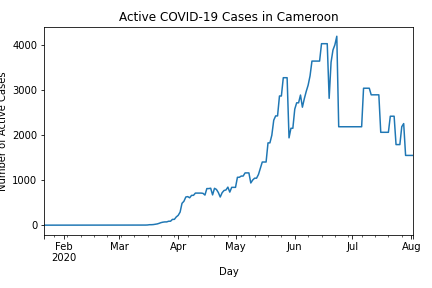 Active COVID-19 Cases in Cameroon
Number of Active Cases
4000
3000
2000
1000
0
Feb Mar Apr May Jun Jul Aug
2020
Day